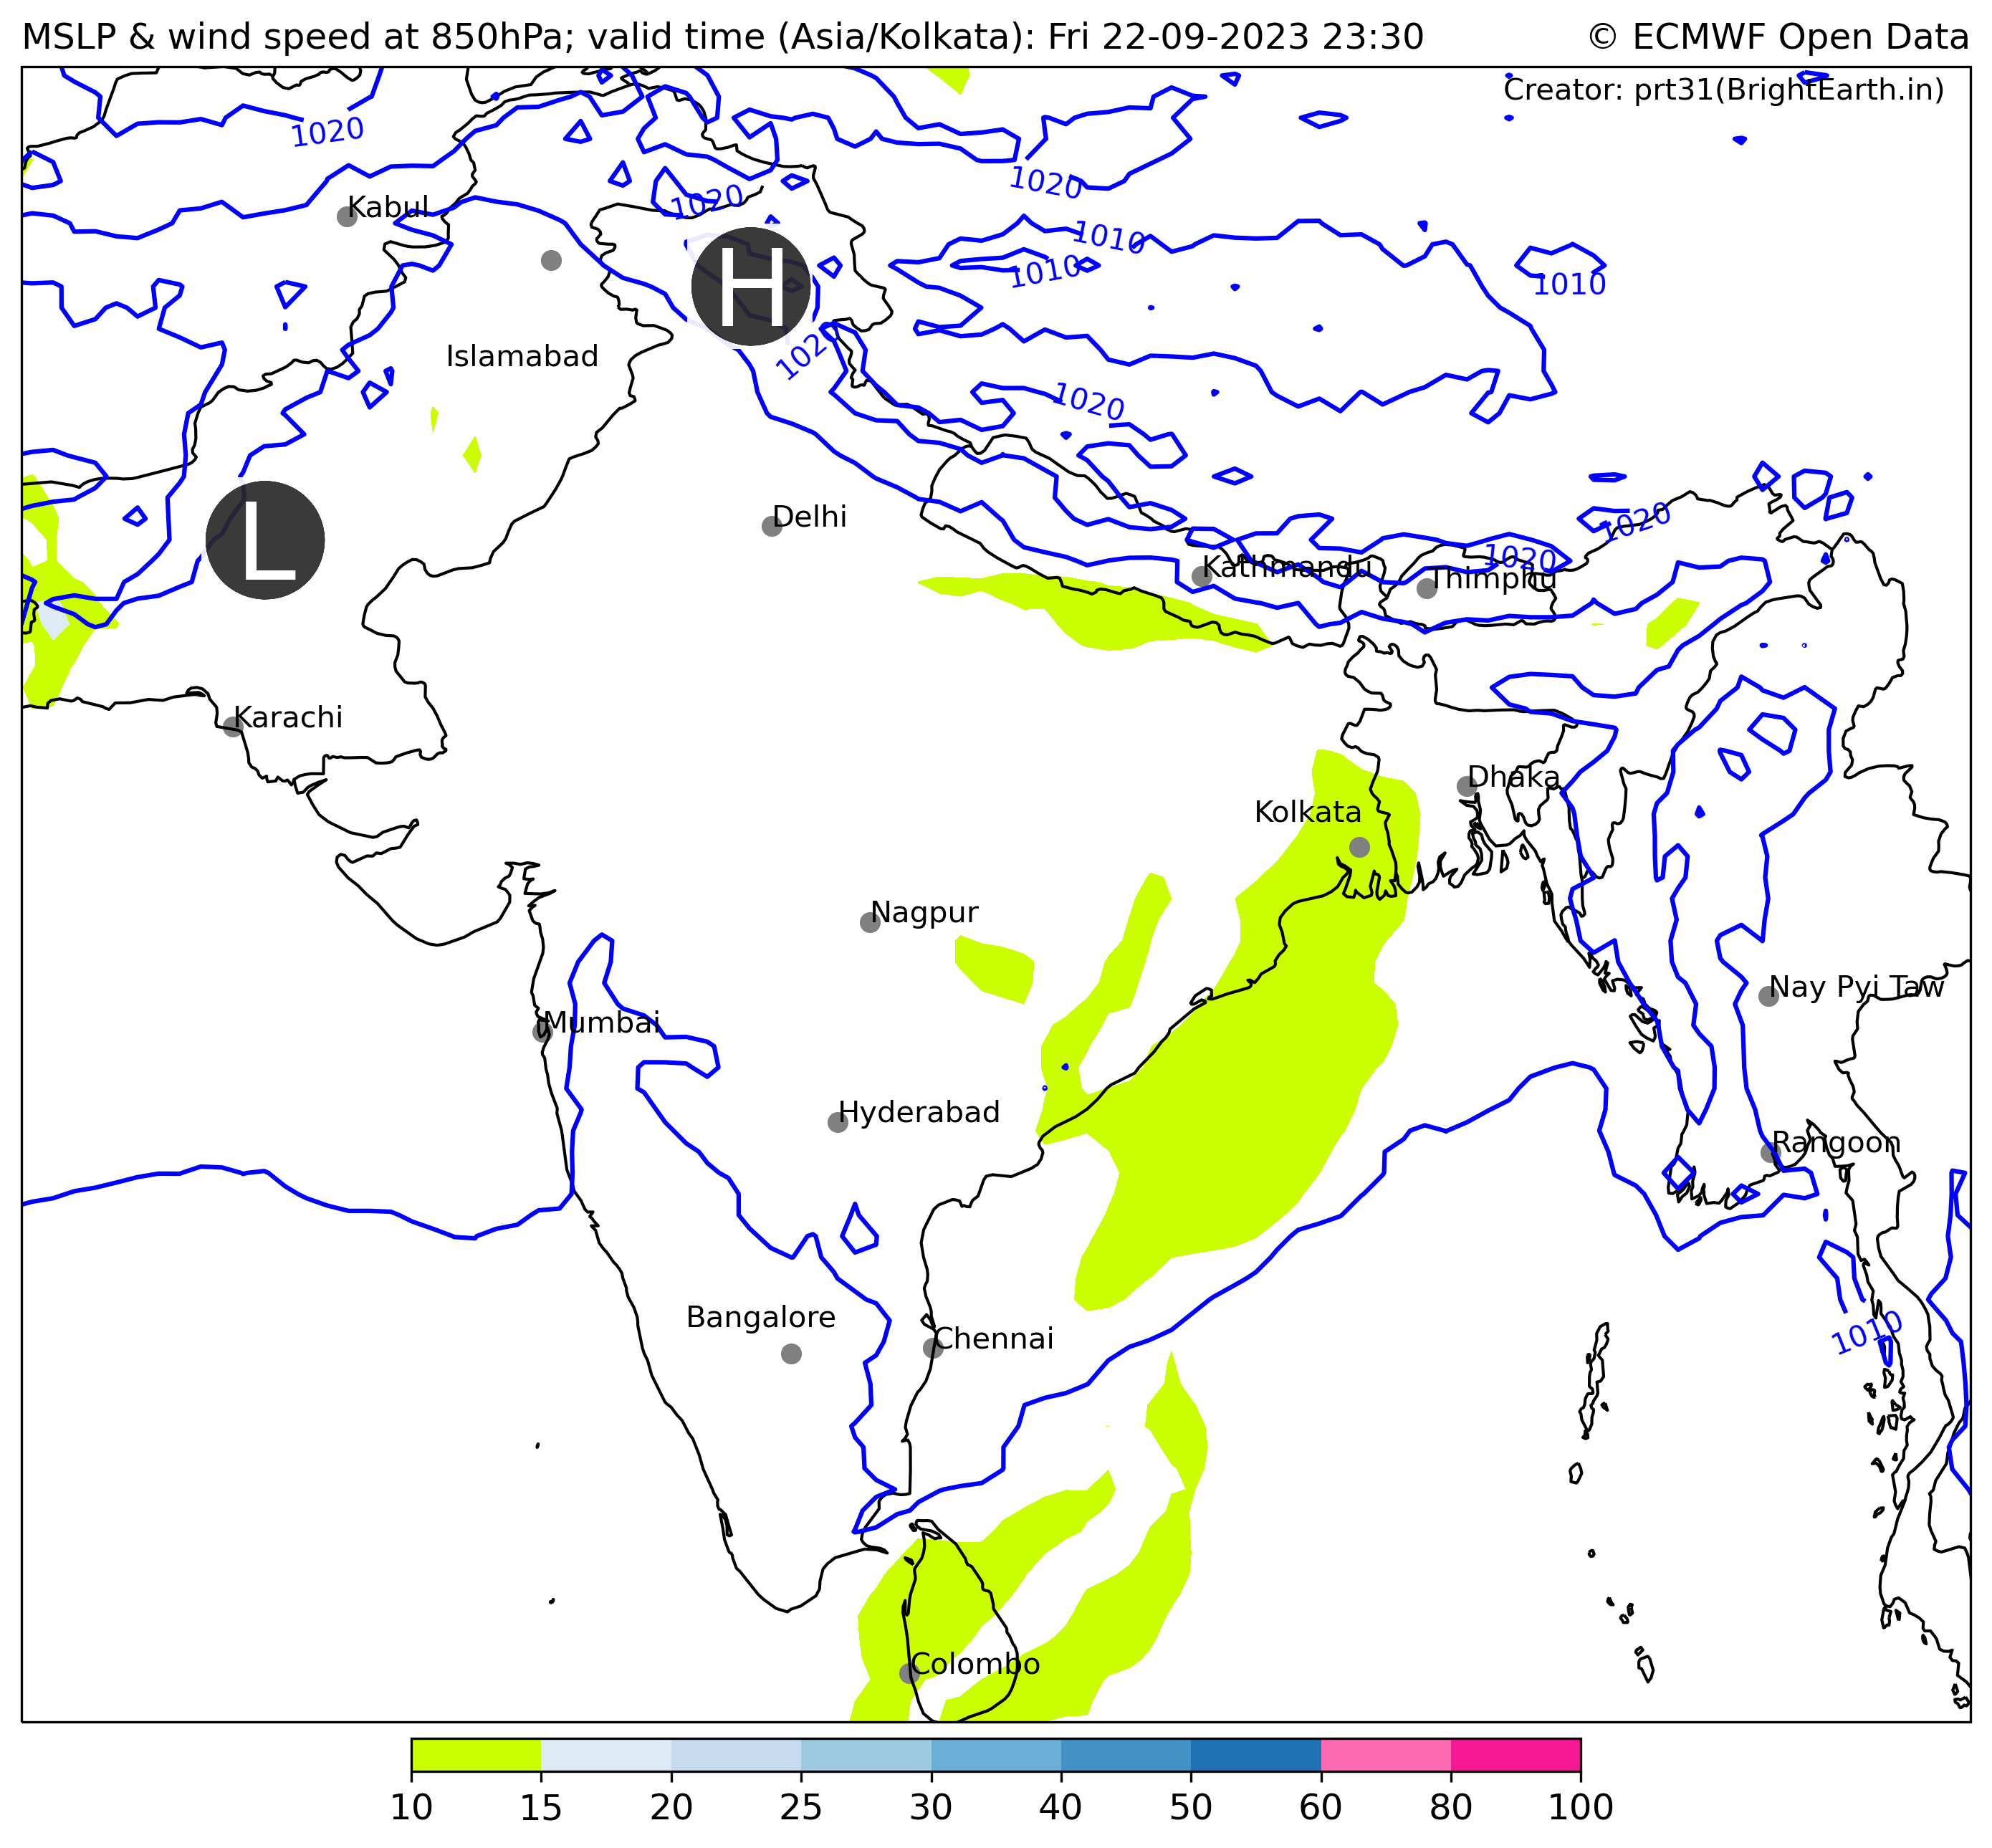 MSLP & wind speed at 850hPa; valid time (Asia/Kolkata): Fri 22-09-2023 23:30 © ECMWF Open Data
Creator: prt31(BrightEarth.in)
1020
1020
1020
Kabul
1010
1010
1010
H
102
Islamabad
1020
Delhi
1020
L
1020
Kathmandu
Thimphu
Karachi
Dhaka
Kolkata
Nagpur
Nay Pyi Taw
Mumbai
Hyderabad
Rangoon
Bangalore
Chennai
1010
Colombo
10 15 20 25 30 40 50 60 80 100